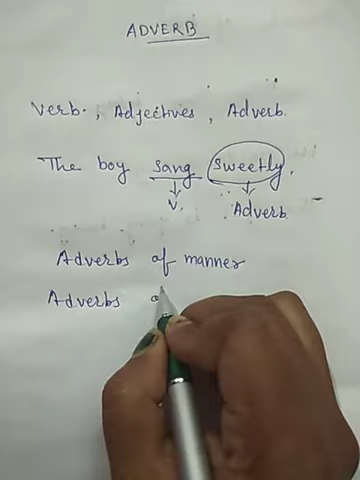 ADVERB
Verb. , Adjectives , Adverb.
The boy sang sweetly.
V. Adverb
Adverbs of manner
Adverbs